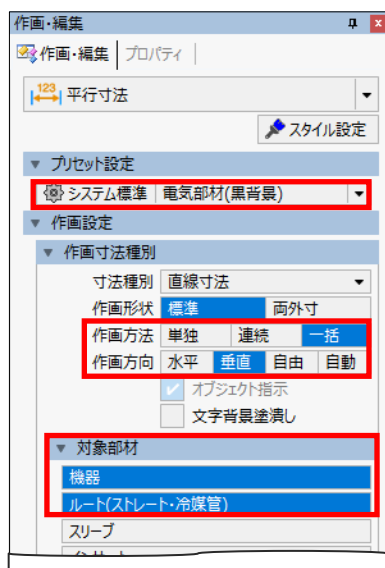 作画・編集
作画・編集 プロパティ
123 平行寸法
スタイル設定
プリセット設定
システム標準 電気部材(黒背景)
作画設定
作画寸法種別
寸法種別 直線寸法
作画形状 標準 両外寸
作画方法 単独 連続 一括
作画方向 水平 垂直 自由 自動
オブジェクト指示
文字背景塗潰し
対象部材
機器
ルート(ストレート・冷媒管)
スリーブ